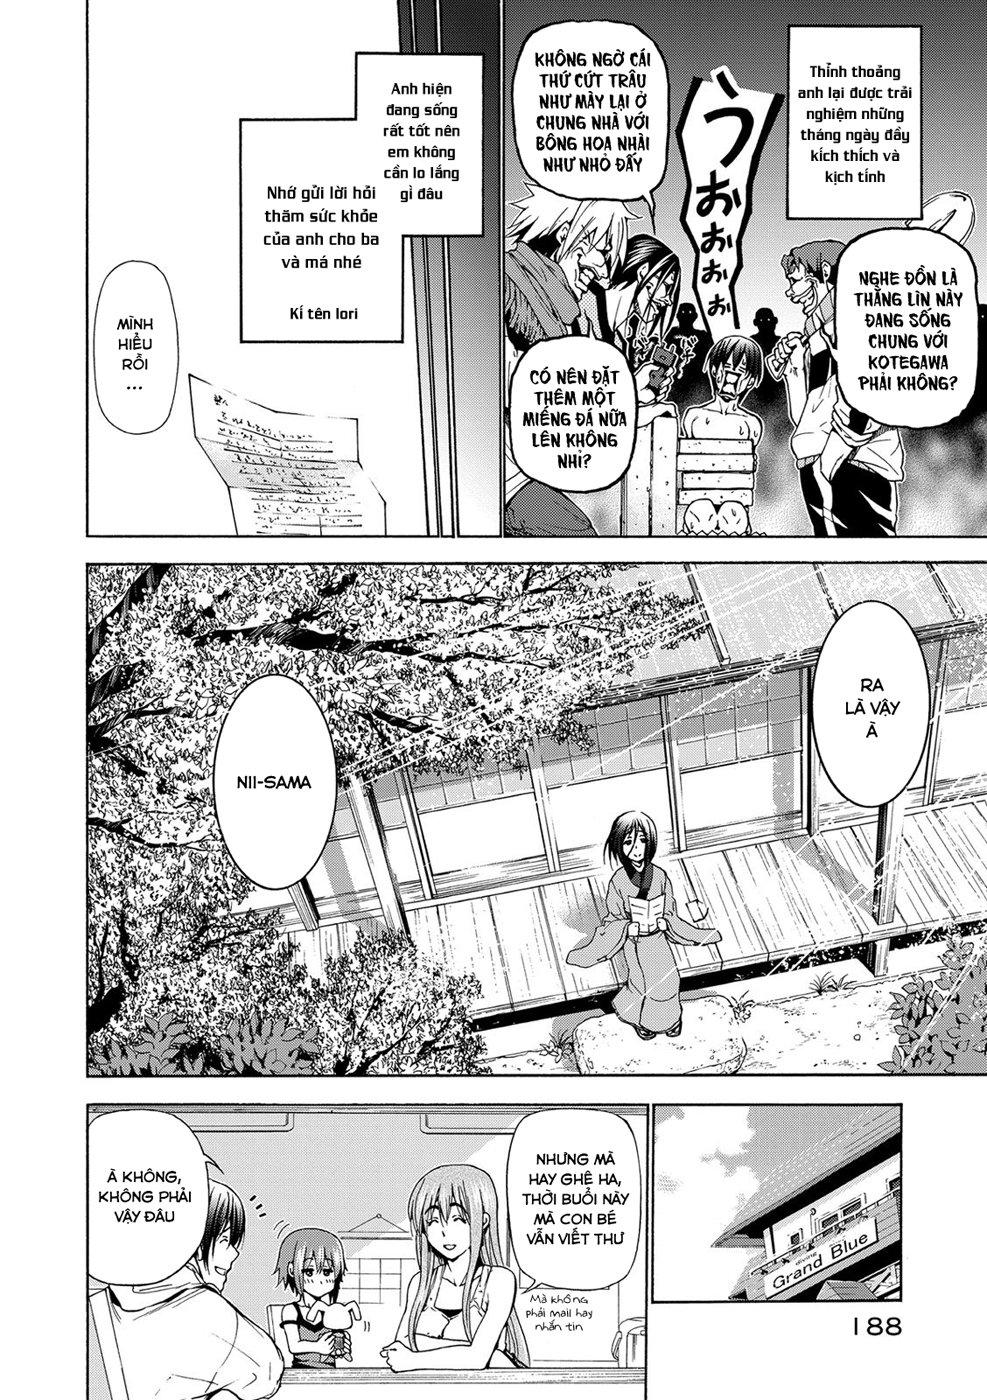 Thỉnh thoảng
anh lại được trải
nghiệm những
tháng ngày đầy
kích thích và
kịch tính
KHÔNG NGỜ CÁI
THỨ CỨT TRÂU
NHƯ MÀY LẠI Ở
CHUNG NHÀ VỚI
BÔNG HOA NHÀI
NHƯ NHỎ ĐẤY
うおぉぉぉ
NGHE ĐỒN LÀ
THẰNG LÌN NÀY
ĐANG SỐNG
CHUNG VỚI
KOTEGAWA
PHẢI KHÔNG?
CÓ NÊN ĐẶT
THÊM MỘT
MIẾNG ĐÁ NỮA
LÊN KHÔNG
NHỈ?
Anh hiện
đang sống
rất tốt nên
em không
cần lo lắng
gì đâu
Nhớ gửi lời hỏi
thăm sức khỏe
của anh cho ba
và má nhé
Kí tên Iori
MÌNH
HIỂU
RỒI
...
RA
LÀ VẬY
À
NII-SAMA
diving
Grand Blue
NHƯNG MÀ
HAY GHÊ HA,
THỜI BUỔI NÀY
MÀ CON BÉ
VẪN VIẾT THƯ
Mà không
phải mail hay
nhắn tin
À KHÔNG,
KHÔNG PHẢI
VẬY ĐÂU
188